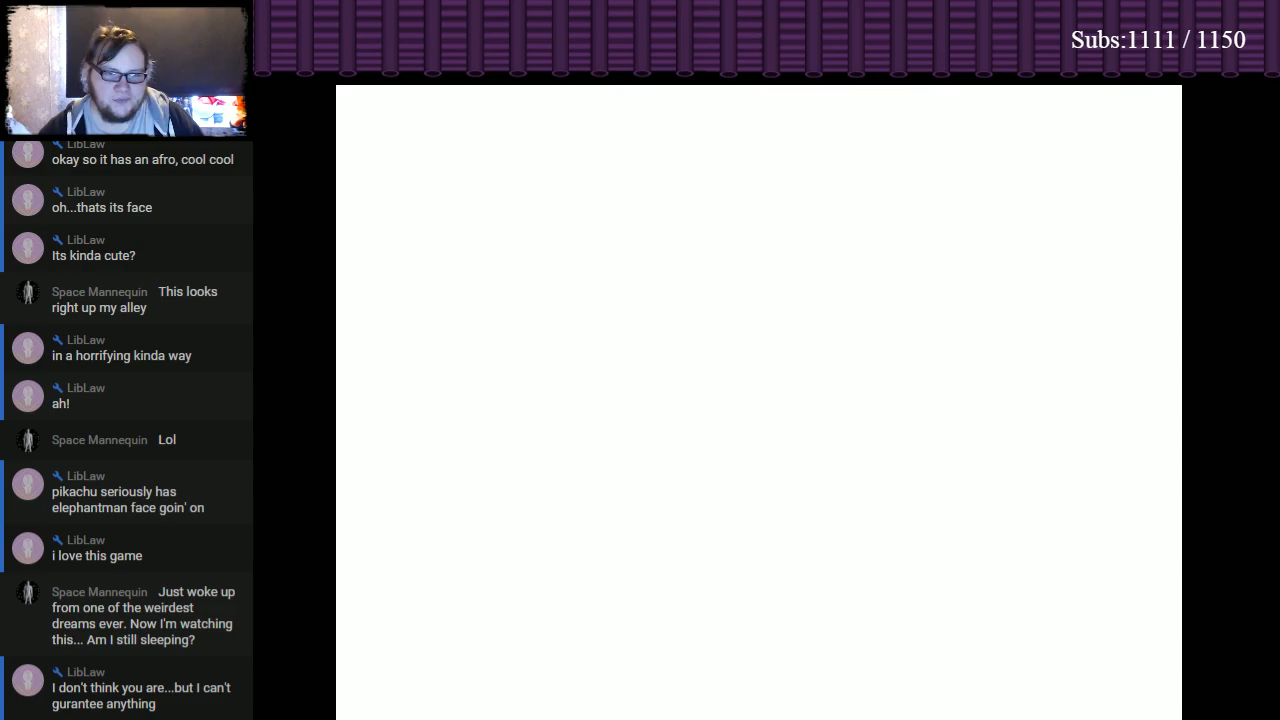 Subs:1111 / 1150
LibLaw
okay so it has an afro, cool cool
LibLaw
oh...thats its face
LibLaw
Its kinda cute?
Space Mannequin This looks
right up my alley
LibLaw
in a horrifying kinda way
LibLaw
ah!
Space Mannequin Lol
LibLaw
pikachu seriously has
elephantman face goin' on
LibLaw
i love this game
Space Mannequin Just woke up
from one of the weirdest
dreams ever. Now I'm watching
this... Am I still sleeping?
LibLaw
I don't think you are...but I can't
gurantee anything